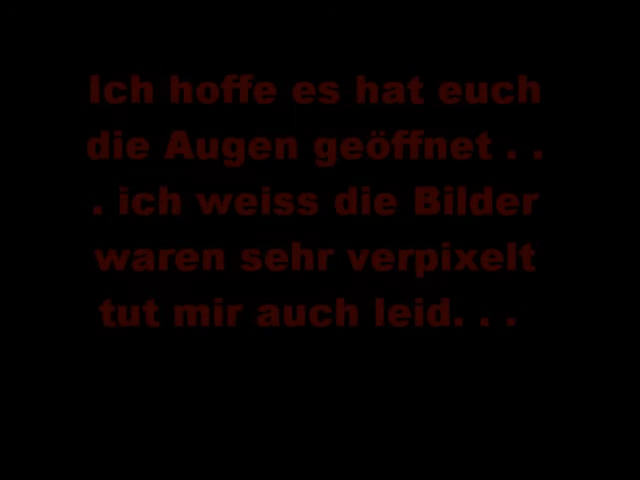 Ich hoffe es hat euch
die Augen geöffnet . .
. ich weiss die Bilder
waren sehr verpixelt
tut mir auch leid. . .